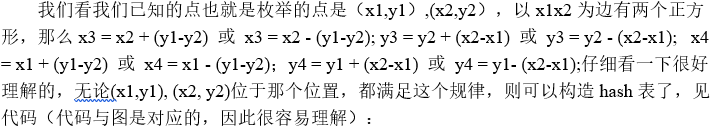 我们看我们已知的点也就是枚举的点是（x1,y1）,(x2,y2），以 x1x2 为边有两个正方
形，那么 x3 = x2 + (y1-y2) 或 x3 = x2 - (y1-y2); y3 = y2 + (x2-x1) 或 y3 = y2 - (x2-x1); x4
= x1 + (y1-y2) 或 x4 = x1 - (y1-y2)；y4 = y1 + (x2-x1) 或 y4 = y1- (x2-x1);仔细看一下很好
理解的，无论(x1,y1), (x2, y2)位于那个位置，都满足这个规律，则可以构造 hash 表了，见
代码（代码与图是对应的，因此很容易理解）：